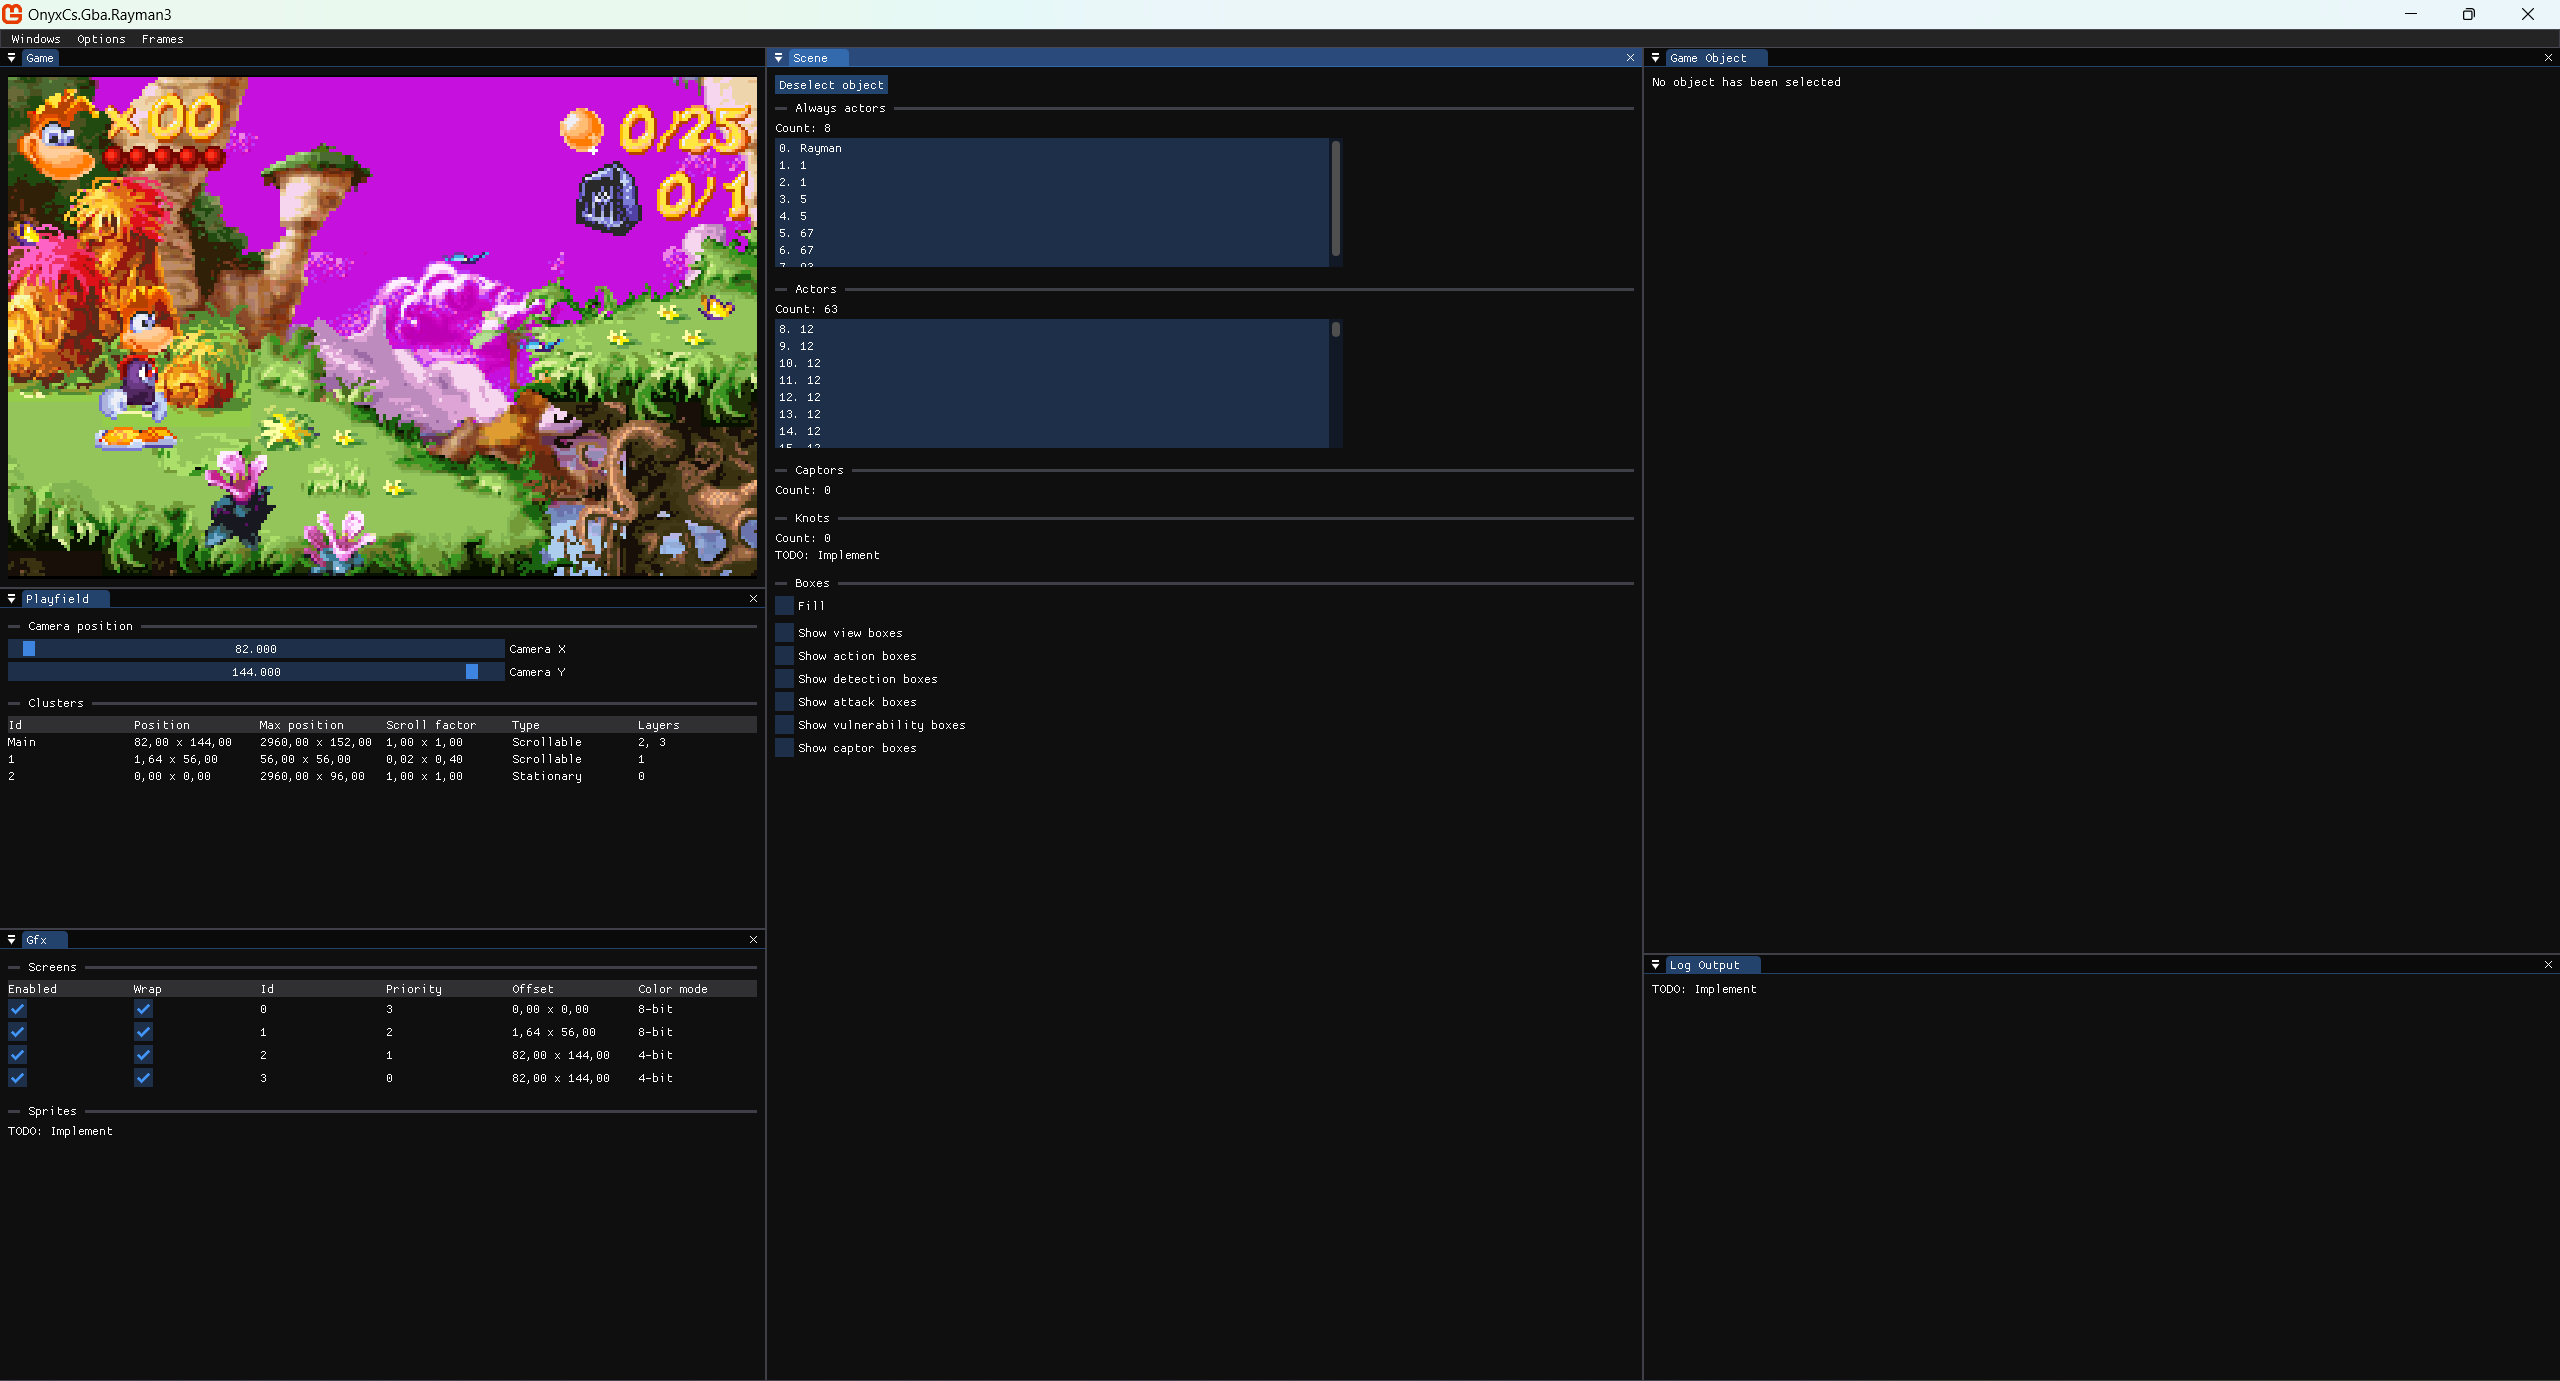 OnyxCs.Gba.Rayman3
Windows Options Frames
Game
×00
0/25
0/1
Playfield
Camera position
82.000 Camera X
144.000 Camera Y
Clusters
Id Position Max position Scroll factor Type Layers
Main 82,00 x 144,00 2960,00 x 152,00 1,00 x 1,00 Scrollable 2, 3
1 1,64 x 56,00 56,00 x 56,00 0,02 x 0,40 Scrollable 1
2 0,00 x 0,00 2960,00 x 96,00 1,00 x 1,00 Stationary 0
Gfx
Screens
Enabled Wrap Id Priority Offset Color mode
0 3 0,00 x 0,00 8-bit
1 2 1,64 x 56,00 8-bit
2 1 82,00 x 144,00 4-bit
3 0 82,00 x 144,00 4-bit
Sprites
TODO: Implement
Scene
Deselect object
Always actors
Count: 8
0. Rayman
1. 1
2. 1
3. 5
4. 5
5. 67
6. 67
Actors
Count: 63
8. 12
9. 12
10. 12
11. 12
12. 12
13. 12
14. 12
15. 12
Captors
Count: 0
Knots
Count: 0
TODO: Implement
Boxes
Fill
Show view boxes
Show action boxes
Show detection boxes
Show attack boxes
Show vulnerability boxes
Show captor boxes
Game Object
No object has been selected
Log Output
TODO: Implement